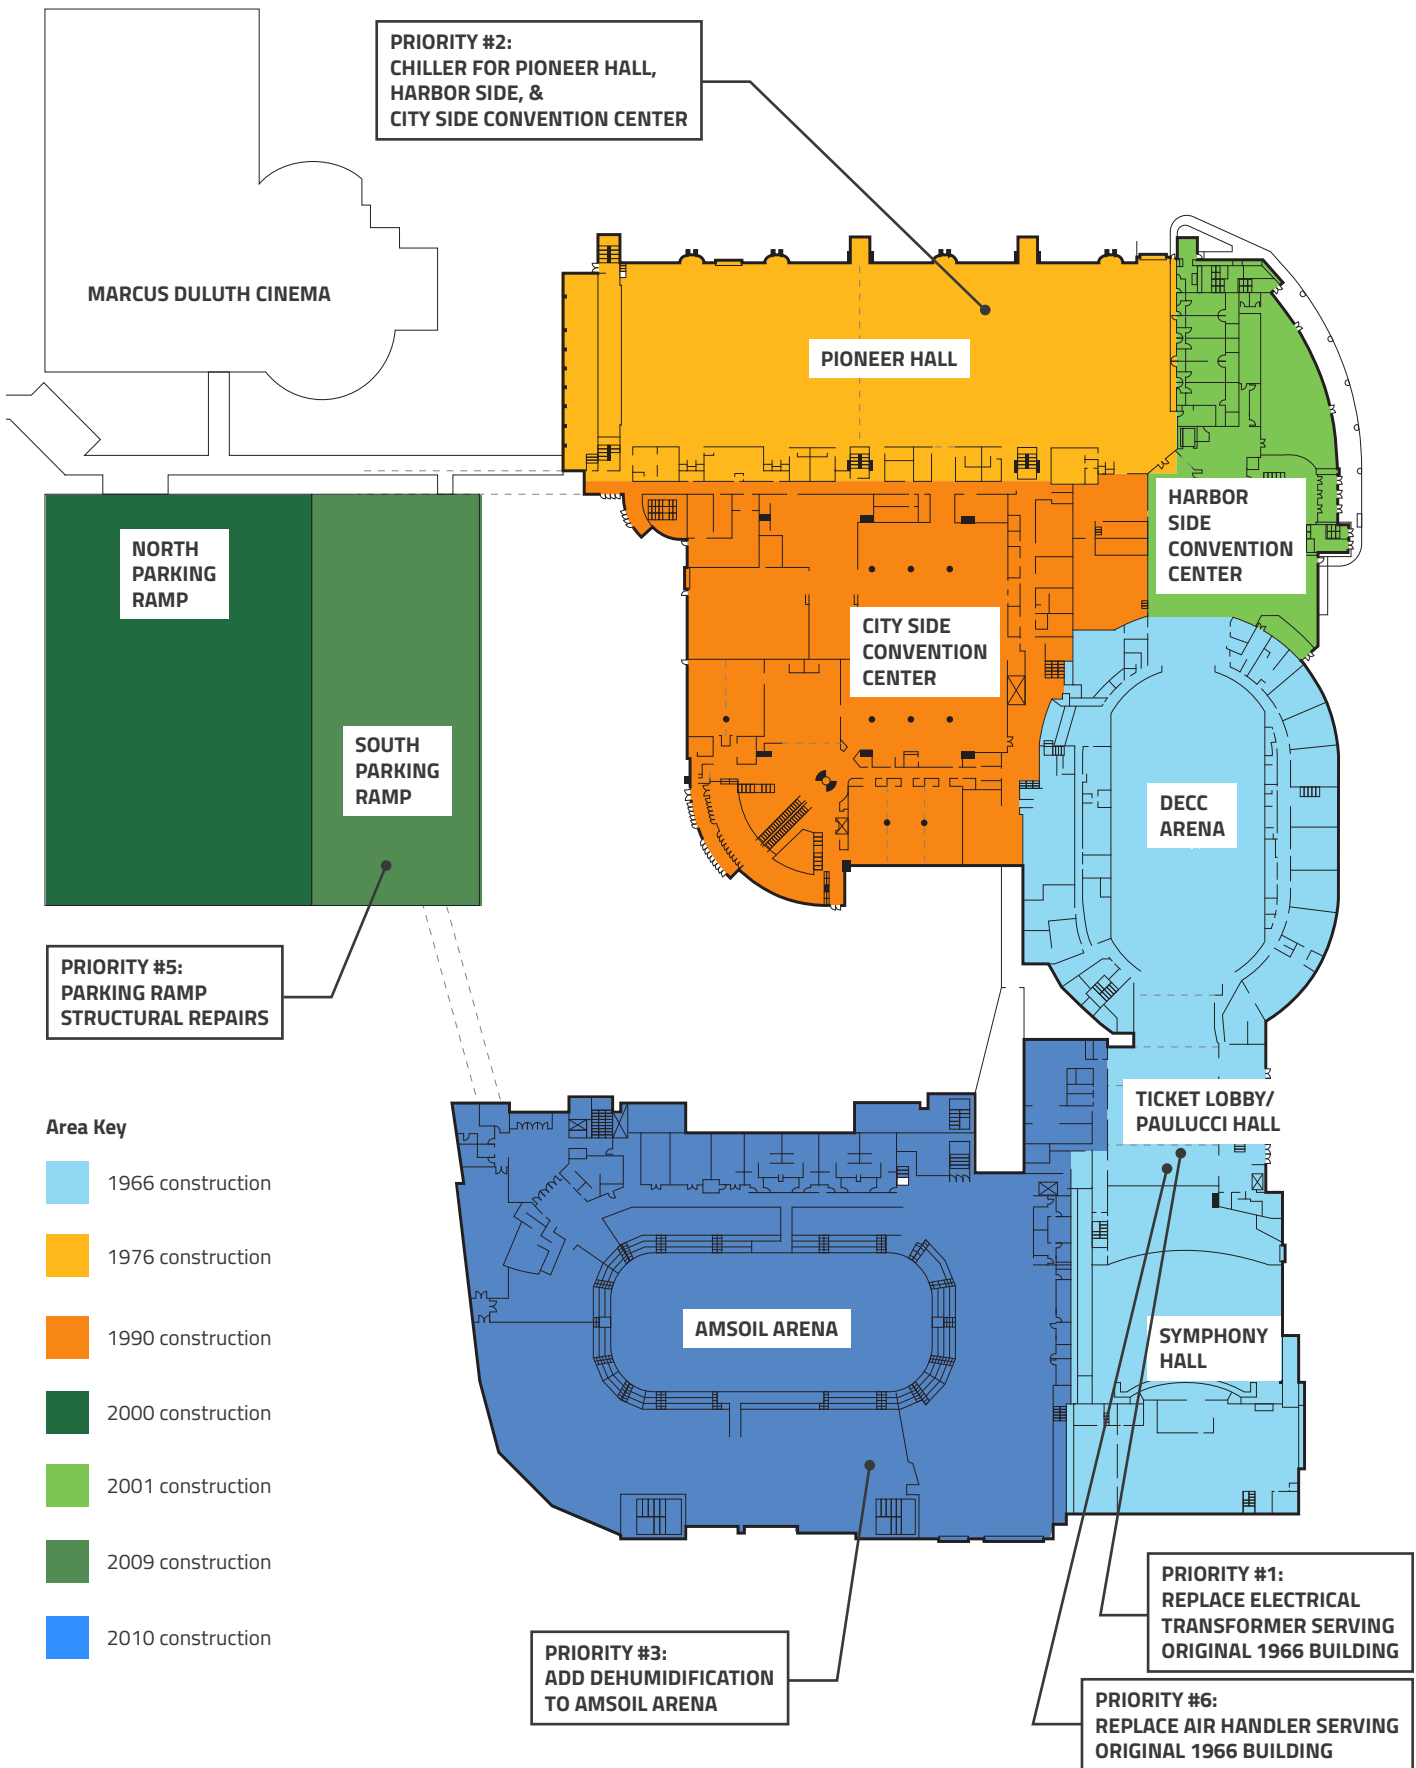 PRIORITY #2:
CHILLER FOR PIONEER HALL,
HARBOR SIDE, &
CITY SIDE CONVENTION CENTER
MARCUS DULUTH CINEMA
PIONEER HALL
HARBOR
SIDE
CONVENTION
CENTER
NORTH
PARKING
RAMP
CITY SIDE
CONVENTION
CENTER
SOUTH
PARKING
RAMP
DECC
ARENA
PRIORITY #5:
PARKING RAMP
STRUCTURAL REPAIRS
TICKET LOBBY/
PAULUCCI HALL
Area Key
1966 construction
1976 construction
1990 construction
2000 construction
2001 construction
2009 construction
2010 construction
AMSOIL ARENA
SYMPHONY
HALL
PRIORITY #1:
REPLACE ELECTRICAL
TRANSFORMER SERVING
ORIGINAL 1966 BUILDING
PRIORITY #3:
ADD DEHUMIDIFICATION
TO AMSOIL ARENA
PRIORITY #6:
REPLACE AIR HANDLER SERVING
ORIGINAL 1966 BUILDING